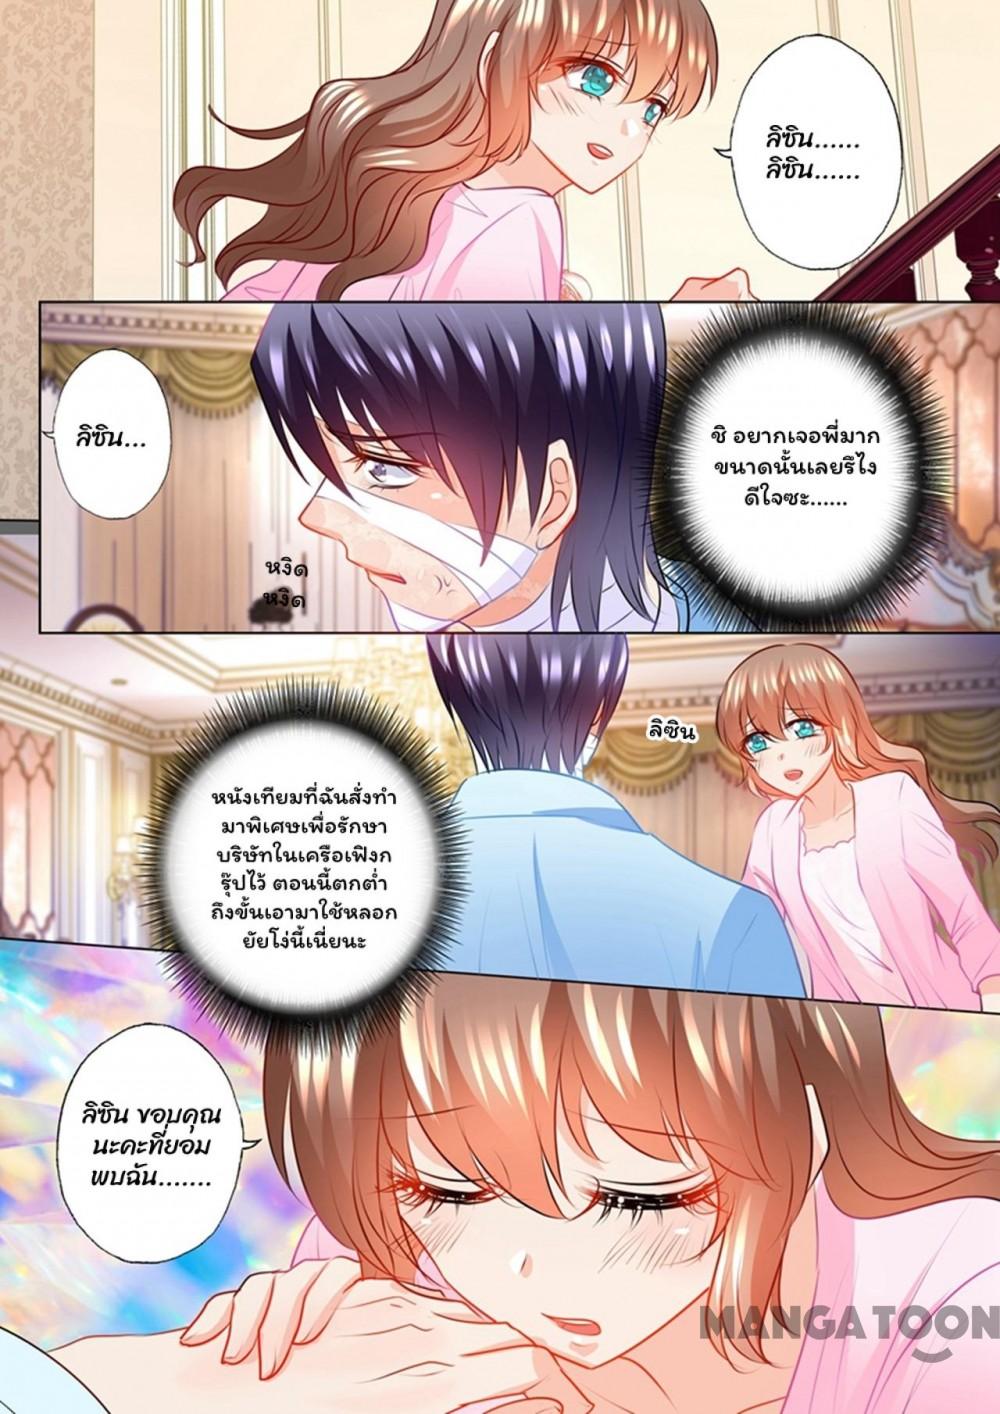 ลิซิน......
ลิซิน......
ลิซิน...
ชิ อยากเจอพี่มาก
ขนาดนั้นเลยรึไง
ดีใจซะ......
หงิด
หงิด
ลิซิน
หนังเทียมที่ฉันสั่งทำ
มาพิเศษเพื่อรักษา
บริษัทในเครือเฟิงก
รุ๊ปไว้ ตอนนี้ตกต่ำ
ถึงขั้นเอามาใช้หลอก
ยัยโง่นี้เนี่ยนะ
ลิซิน ขอบคุณ
นะคะที่ยอม
พบฉัน.......
MANGATOON